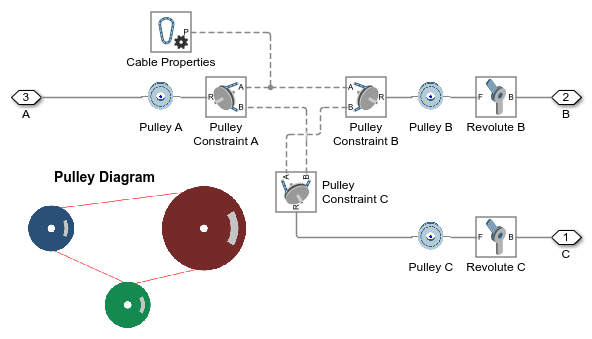 P
Cable Properties
3
A
Pulley A
R
A
B
Pulley
Constraint A
A
B
R
Pulley
Constraint B
Pulley B
F
B
Revolute B
2
B
Pulley Diagram
A
B
R
Pulley
Constraint C
Pulley C
F
B
Revolute C
1
C